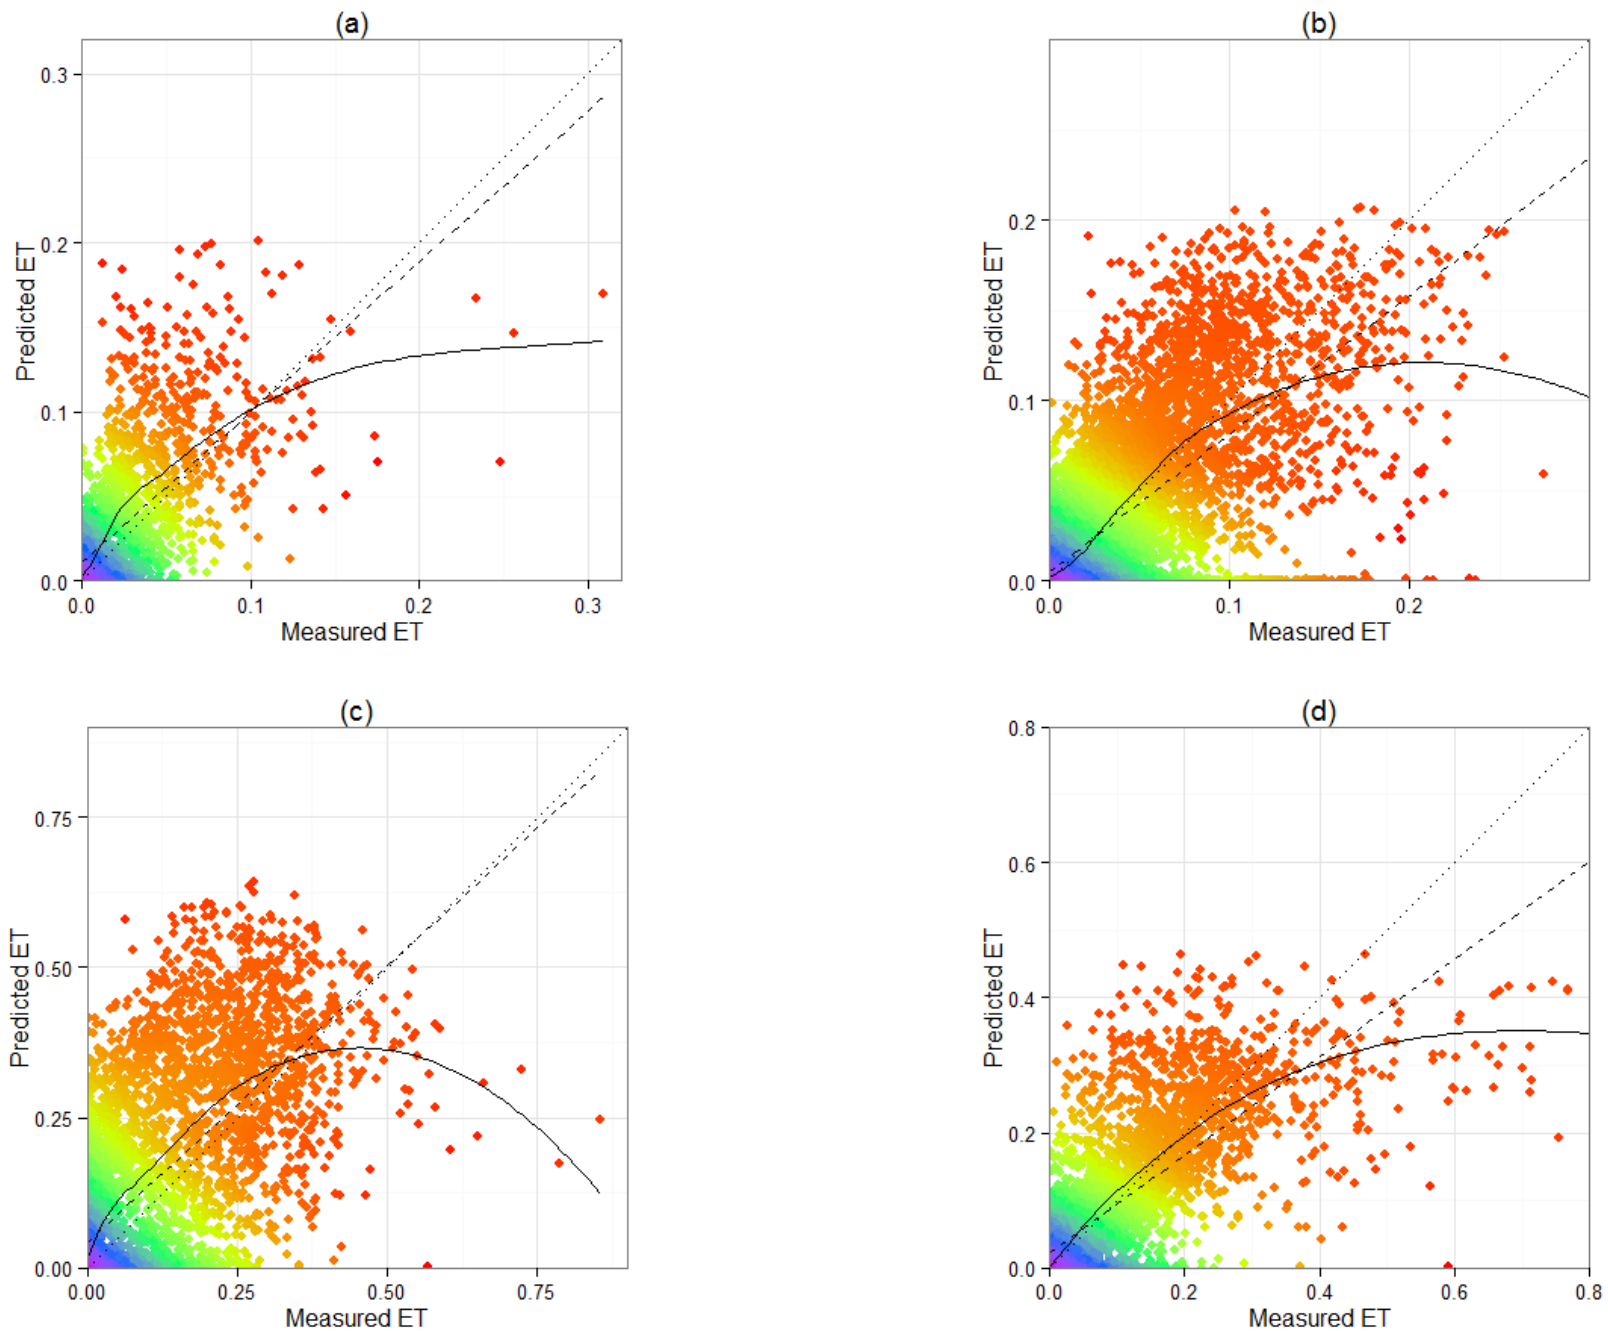 (a)
0.3
0.2
0.1
0.0
Predicted ET
0.0 0.1 0.2 0.3
Measured ET
(b)
0.2
0.1
0.0
Predicted ET
0.0 0.1 0.2
Measured ET
(c)
0.75
0.50
0.25
0.00
Predicted ET
0.00 0.25 0.50 0.75
Measured ET
(d)
0.8
0.6
0.4
0.2
0.0
Predicted ET
0.0 0.2 0.4 0.6 0.8
Measured ET